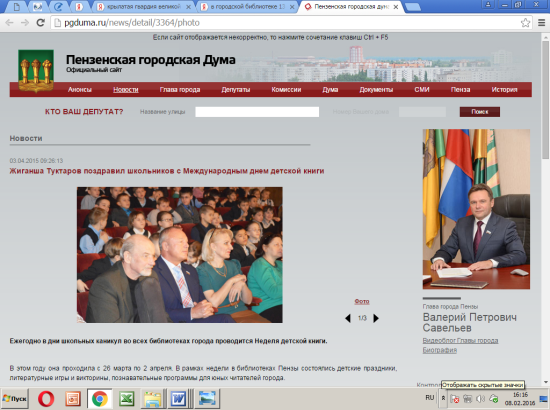 крылотая гвардия великой
в городской библиотеке 13
Пензенская городская дум
pgduma.ru/news/detail/3364/photo
Если сайт отображается некорректно, то нажмите сочетание клавиш Ctrl + F5
Пензенская городская Дума
Официальный сайт
Анонсы Новости Глава города Депутаты Комиссии Дума Документы СМИ Пенза История
КТО ВАШ ДЕПУТАТ? Название улицы Поиск
Новости
03.04.2015 09:26:13
Жиганша Туктаров поздравил школьников с Международным днем детской книги
Фото
1/3
Ежегодно в дни школьных каникул во всех библиотеках города проводится Неделя детской книги.
В этом году она проходила с 26 марта по 2 апреля. В рамках недели в библиотеках Пензы состоялись детские праздники,
литературные игры и викторины, познавательные программы для юных читателей города.
Глава города Пензы
Валерий Петрович
Савельев
Видеоблог Главы города
Биография
Отображать скрытые значки
Пуск
RU
16:16
08.02.2016